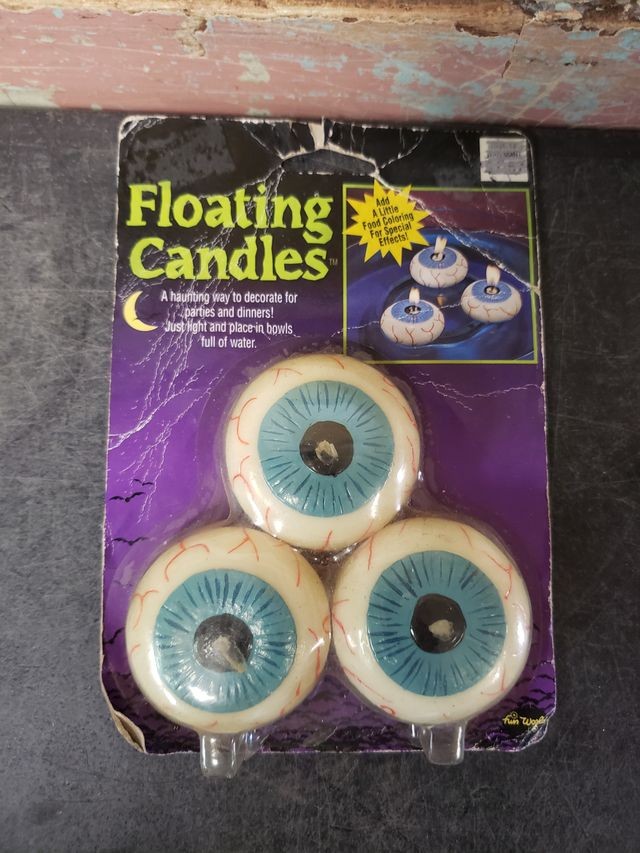 Floating
Candles™
A haunting way to decorate for
parties and dinners!
Just light and place in bowls
full of water.
Add
A Little
Food Coloring
For Special
Effects!
Fun World